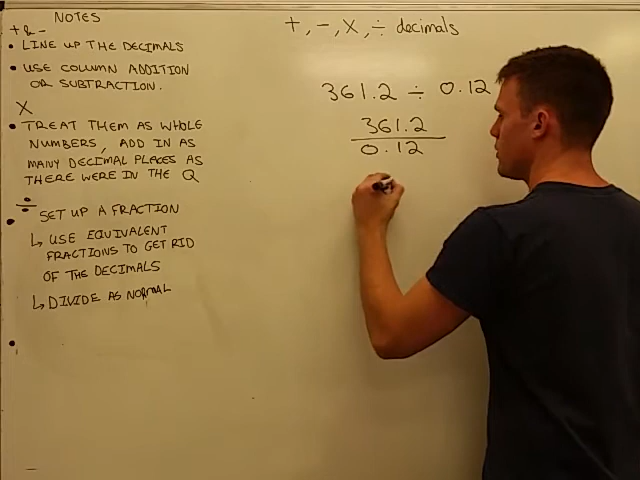 NOTES
+ & -
• LINE UP THE DECIMALS
• USE COLUMN ADDITION
OR SUBTRACTION.
X
• TREAT THEM AS WHOLE
NUMBERS, ADD IN AS
MANY DECIMAL PLACES AS
THERE WERE IN THE Q
÷
• SET UP A FRACTION
↳ USE EQUIVALENT
FRACTIONS TO GET RID
OF THE DECIMALS
↳ DIVIDE AS NORMAL
•
+, -, X, ÷ decimals
361.2 ÷ 0.12
361.2
0.12